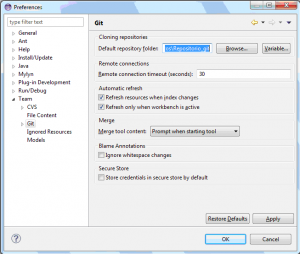 Preferences
type filter text
Git
General
Ant
Help
Install/Update
Java
Mylyn
Plug-in Development
Run/Debug
Team
CVS
File Content
Git
Ignored Resources
Models
Cloning repositories
Default repository folder: os\Repositorio_git Browse... Variable...
Remote connections
Remote connection timeout (seconds): 30
Automatic refresh
Refresh resources when index changes
Refresh only when workbench is active
Merge
Merge tool content: Prompt when starting tool
Blame Annotations
Ignore whitespace changes
Secure Store
Store credentials in secure store by default
Restore Defaults Apply
OK Cancel